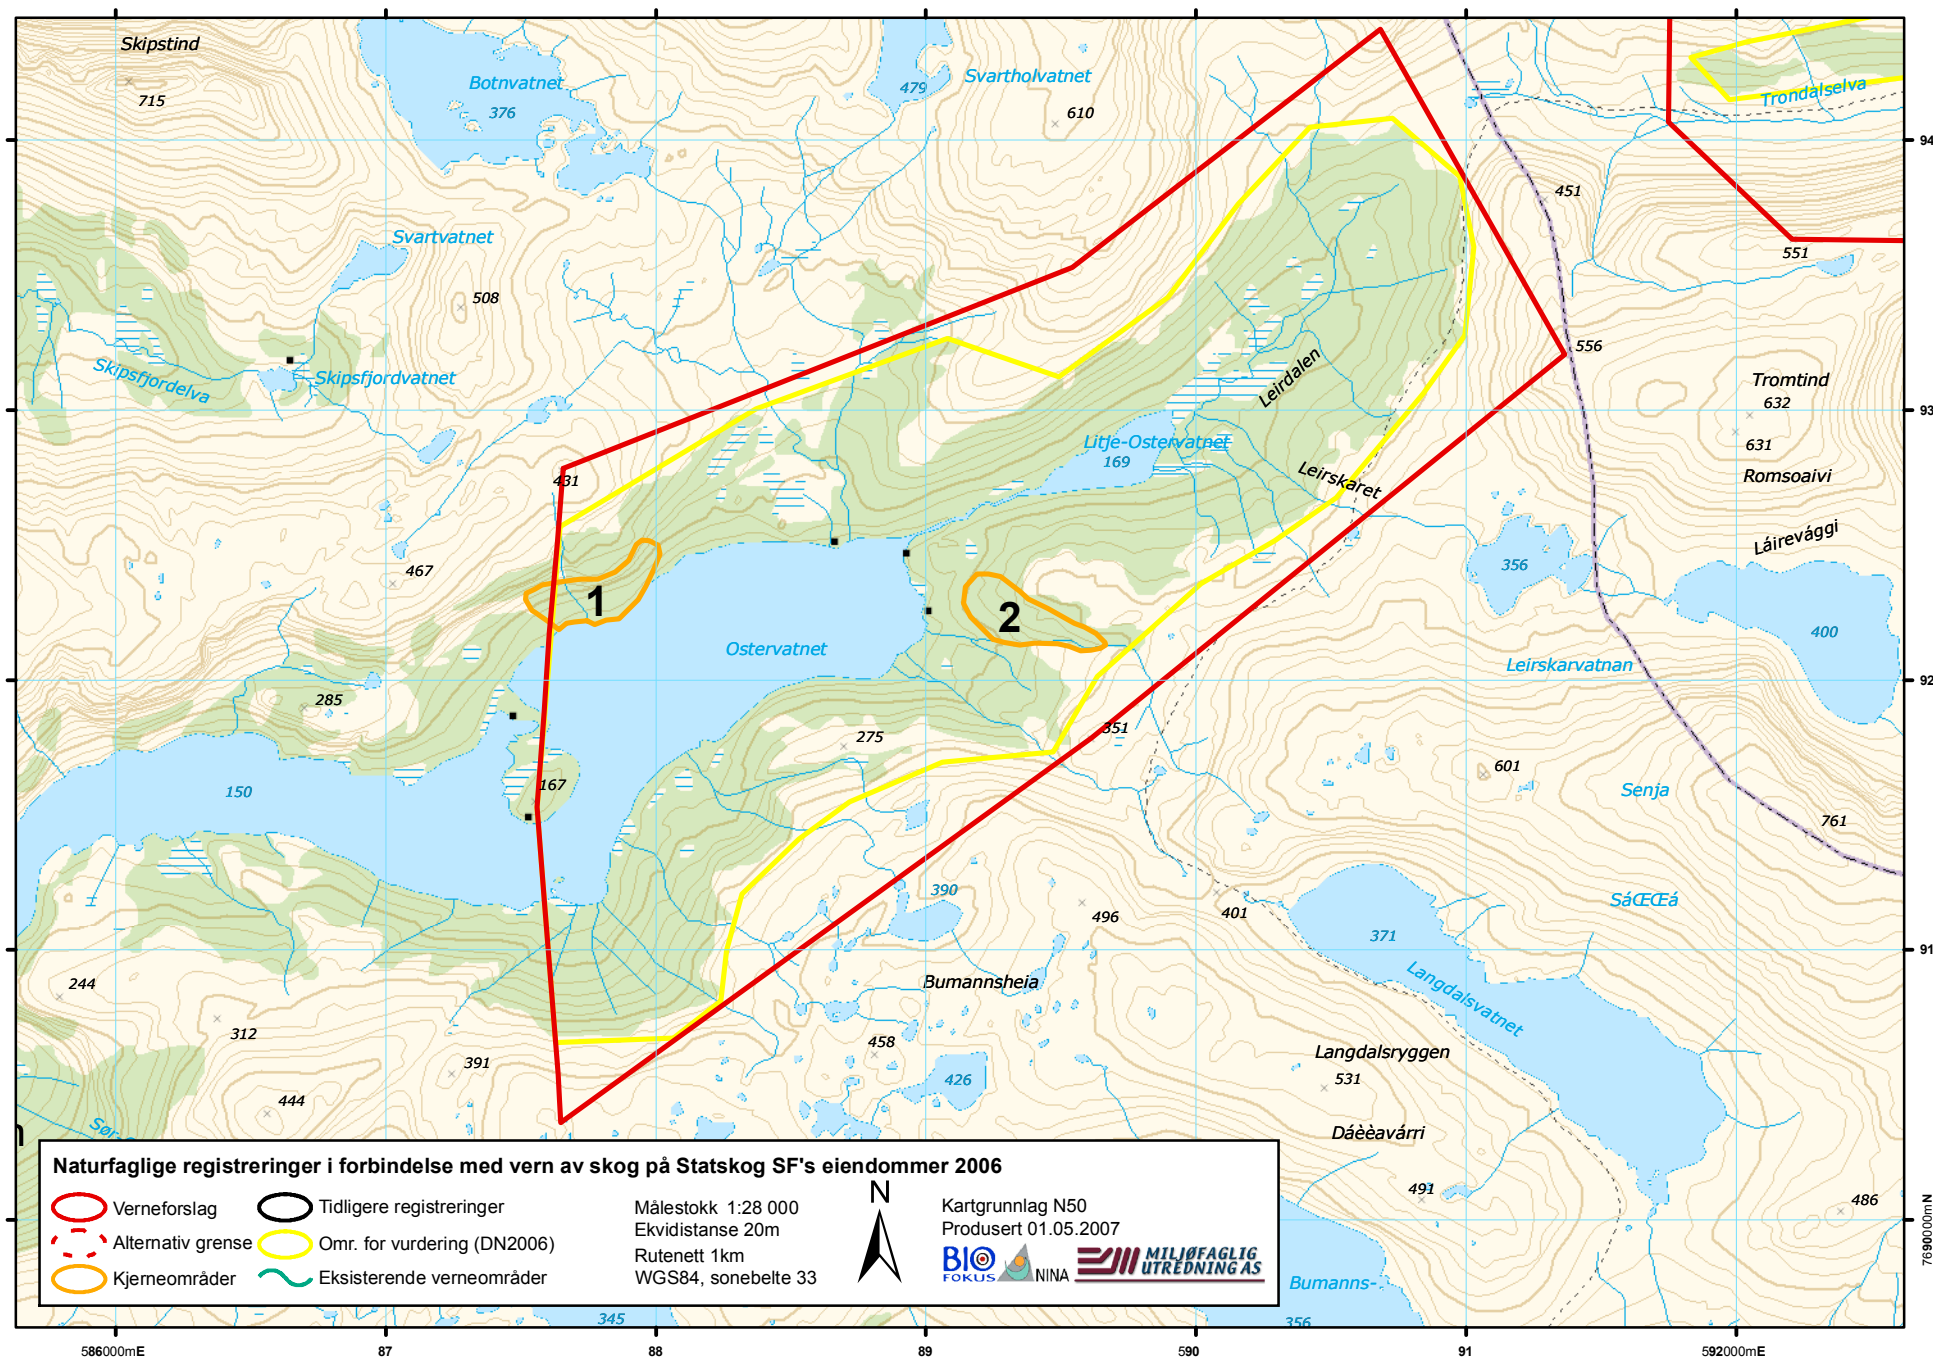 Skipstind
715
Botnvatnet
376
479
Svartholvatnet
610
Trondalselva
94
451
551
Svartvatnet
508
Skipsfjordelva
Skipsfjordvatnet
Leirdalen
556
Tromtind
632
631
93
Litje-Ostervatnet
169
Leirskaret
Romsoaivi
431
467
Láirevággi
356
400
1
2
Ostervatnet
Leirskarvatnan
92
285
275
351
150
167
601
Senja
761
390
496
401
371
SáŒŒá
91
244
Bumannsheia
Langdalsvatnet
312
391
458
426
Langdalsryggen
531
444
Dáèèavárri
491
486
Sør-
Naturfaglige registreringer i forbindelse med vern av skog på Statskog SF's eiendommer 2006
Verneforslag
Alternativ grense
Kjerneområder
Tidligere registreringer
Omr. for vurdering (DN2006)
Eksisterende verneområder
Målestokk 1:28 000
Ekvidistanse 20m
Rutenett 1km
WGS84, sonebelte 33
N
Kartgrunnlag N50
Produsert 01.05.2007
BIO
FOKUS
NINA
MILJØFAGLIG
UTREDNING AS
Bumanns-
356
345
7690000mN
586000mE
87
88
89
590
91
592000mE